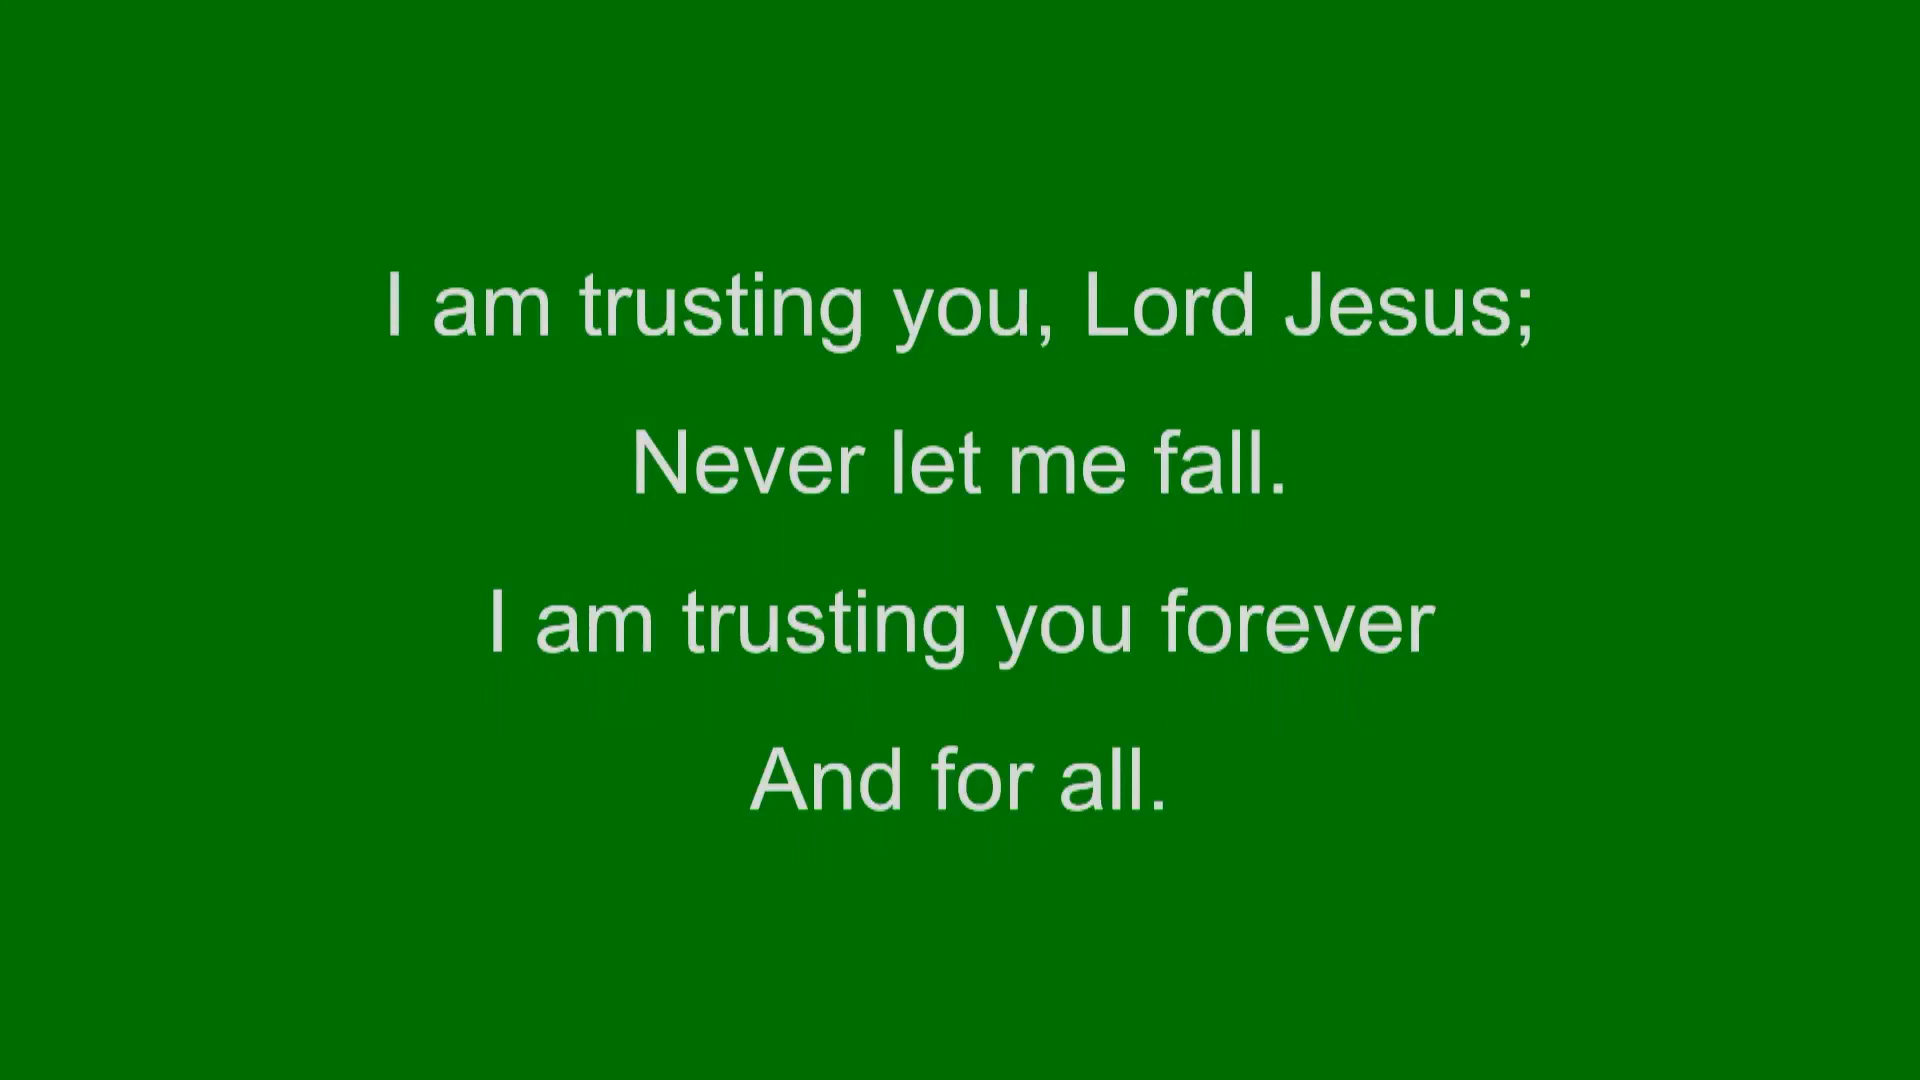 I am trusting you, Lord Jesus;
Never let me fall.
I am trusting you forever
And for all.